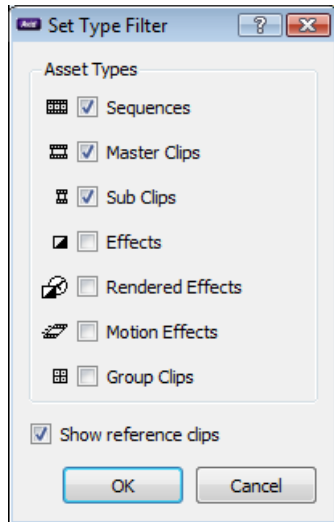 Avid Set Type Filter
Asset Types
Sequences
Master Clips
Sub Clips
Effects
Rendered Effects
Motion Effects
Group Clips
Show reference clips
OK Cancel